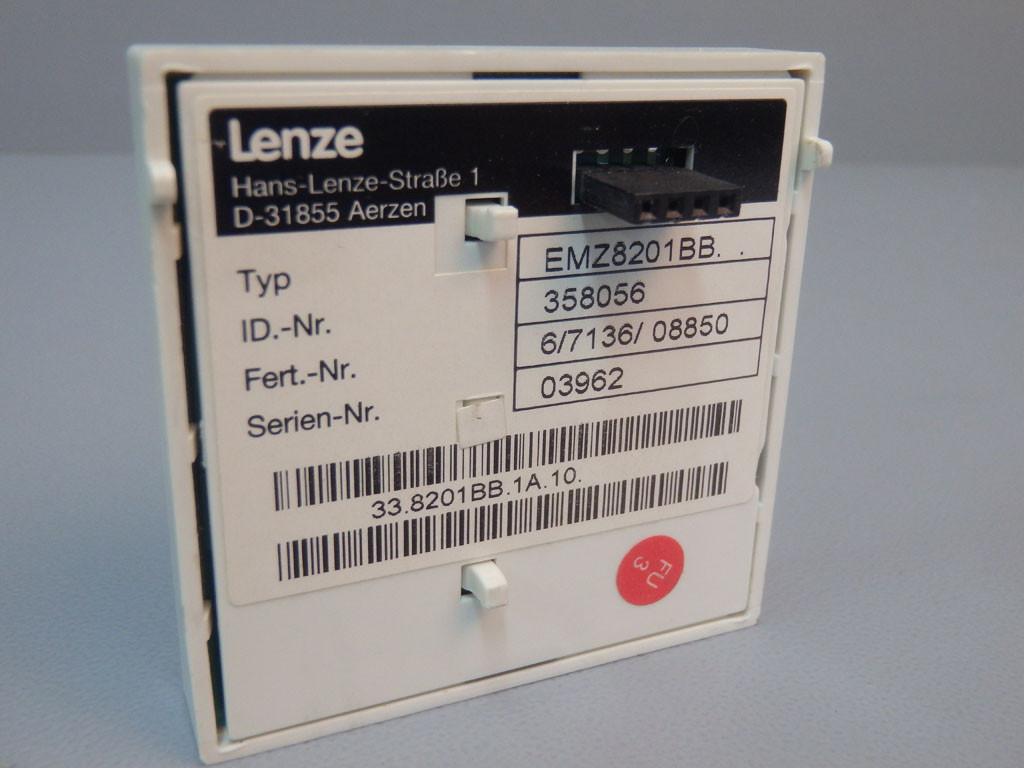 Lenze
Hans-Lenze-Straße 1
D-31855 Aerzen
Typ EMZ8201BB. .
ID.-Nr. 358056
Fert.-Nr. 6/7136/ 08850
Serien-Nr. 03962
33.8201BB.1A.10.
FU
3